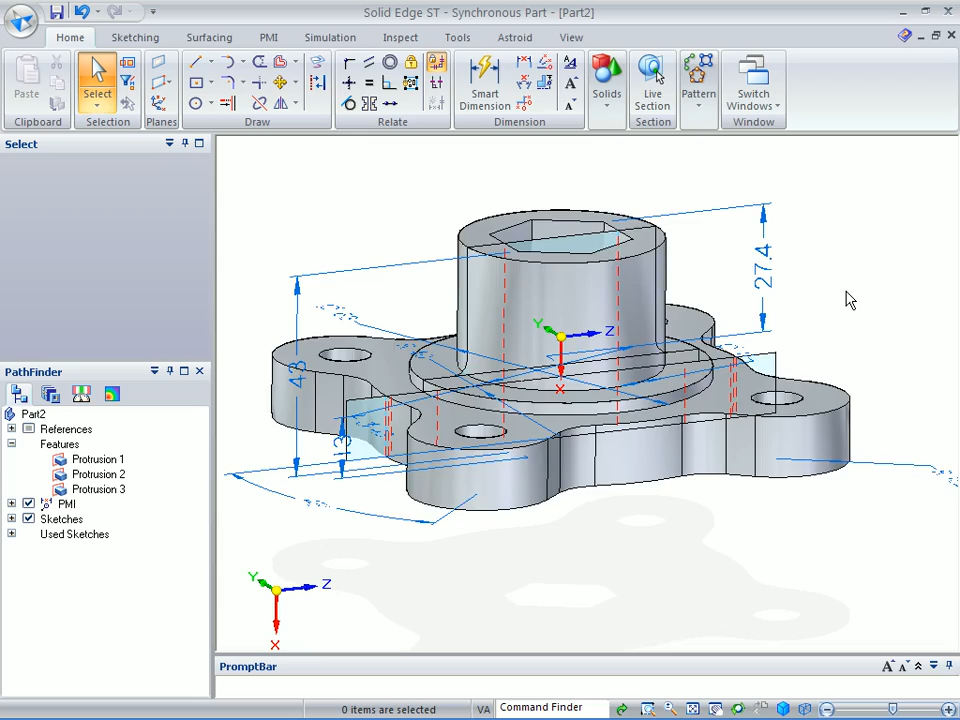 Solid Edge ST - Synchronous Part - [Part2]
Home Sketching Surfacing PMI Simulation Inspect Tools Astroid View
Paste Select Smart Dimension Solids Live Section Pattern Switch Windows
Clipboard Selection Planes Draw Relate Dimension Section Window
Select
27.4
43
13
Y Z
X
PathFinder
Part2
References
Features
Protrusion 1
Protrusion 2
Protrusion 3
PMI
Sketches
Used Sketches
Y Z
X
PromptBar
0 items are selected VA Command Finder